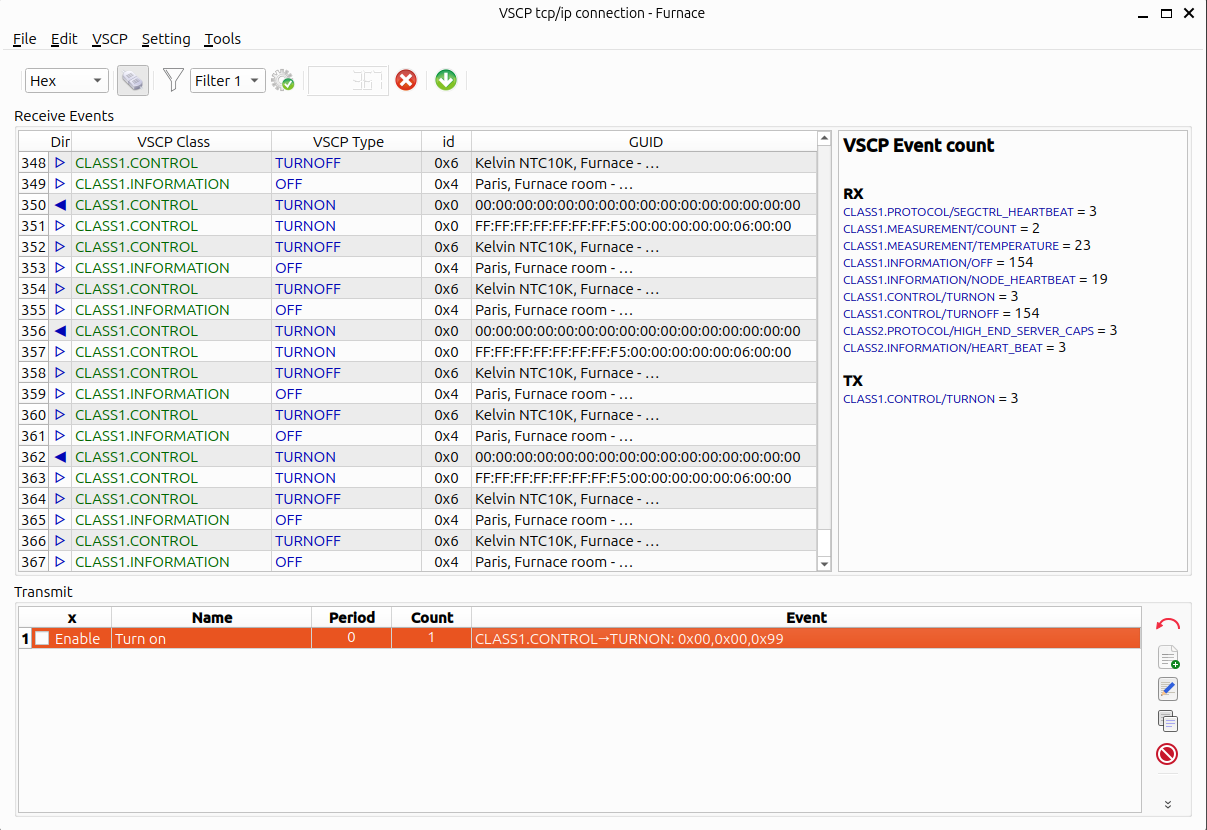 VSCP tcp/ip connection - Furnace
File Edit VSCP Setting Tools
Hex Filter 1 367
Receive Events
Dir VSCP Class VSCP Type id GUID
348 CLASS1.CONTROL TURNOFF 0x6 Kelvin NTC10K, Furnace - ...
349 CLASS1.INFORMATION OFF 0x4 Paris, Furnace room - ...
350 CLASS1.CONTROL TURNON 0x0 00:00:00:00:00:00:00:00:00:00:00:00:00:00:00:00
351 CLASS1.CONTROL TURNON 0x0 FF:FF:FF:FF:FF:FF:FF:F5:00:00:00:00:00:06:00:00
352 CLASS1.CONTROL TURNOFF 0x6 Kelvin NTC10K, Furnace - ...
353 CLASS1.INFORMATION OFF 0x4 Paris, Furnace room - ...
354 CLASS1.CONTROL TURNOFF 0x6 Kelvin NTC10K, Furnace - ...
355 CLASS1.INFORMATION OFF 0x4 Paris, Furnace room - ...
356 CLASS1.CONTROL TURNON 0x0 00:00:00:00:00:00:00:00:00:00:00:00:00:00:00:00
357 CLASS1.CONTROL TURNON 0x0 FF:FF:FF:FF:FF:FF:FF:F5:00:00:00:00:00:06:00:00
358 CLASS1.CONTROL TURNOFF 0x6 Kelvin NTC10K, Furnace - ...
359 CLASS1.INFORMATION OFF 0x4 Paris, Furnace room - ...
360 CLASS1.CONTROL TURNOFF 0x6 Kelvin NTC10K, Furnace - ...
361 CLASS1.INFORMATION OFF 0x4 Paris, Furnace room - ...
362 CLASS1.CONTROL TURNON 0x0 00:00:00:00:00:00:00:00:00:00:00:00:00:00:00:00
363 CLASS1.CONTROL TURNON 0x0 FF:FF:FF:FF:FF:FF:FF:F5:00:00:00:00:00:06:00:00
364 CLASS1.CONTROL TURNOFF 0x6 Kelvin NTC10K, Furnace - ...
365 CLASS1.INFORMATION OFF 0x4 Paris, Furnace room - ...
366 CLASS1.CONTROL TURNOFF 0x6 Kelvin NTC10K, Furnace - ...
367 CLASS1.INFORMATION OFF 0x4 Paris, Furnace room - ...
VSCP Event count
RX
CLASS1.PROTOCOL/SEGCTRL_HEARTBEAT = 3
CLASS1.MEASUREMENT/COUNT = 2
CLASS1.MEASUREMENT/TEMPERATURE = 23
CLASS1.INFORMATION/OFF = 154
CLASS1.INFORMATION/NODE_HEARTBEAT = 19
CLASS1.CONTROL/TURNON = 3
CLASS1.CONTROL/TURNOFF = 154
CLASS2.PROTOCOL/HIGH_END_SERVER_CAPS = 3
CLASS2.INFORMATION/HEART_BEAT = 3
TX
CLASS1.CONTROL/TURNON = 3
Transmit
x Name Period Count Event
1 Enable Turn on 0 1 CLASS1.CONTROL→TURNON: 0x00,0x00,0x99